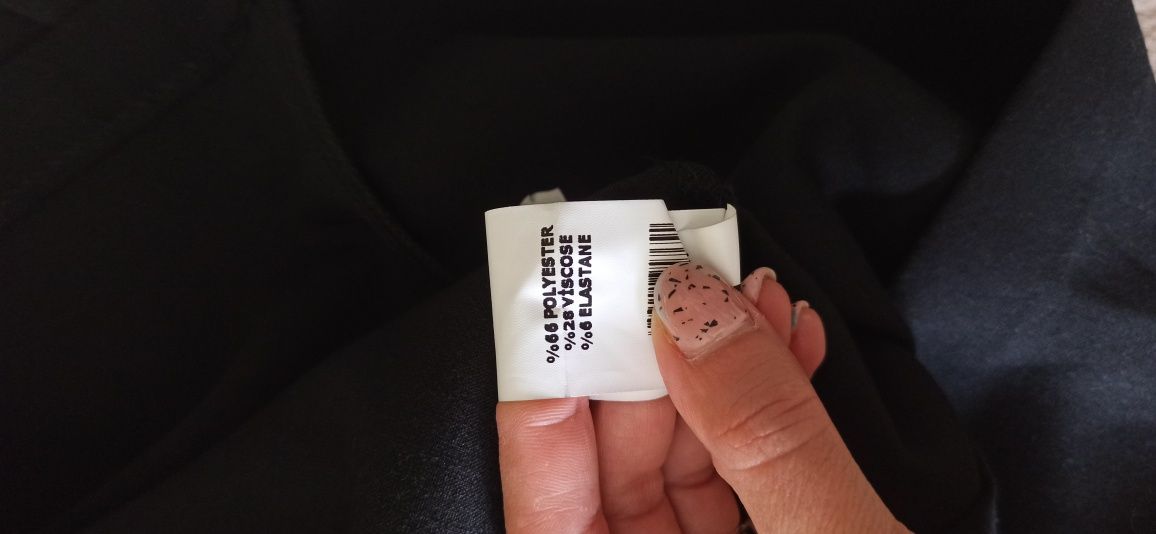 %66 POLYESTER
%28 VİSCOSE
%6 ELASTANE